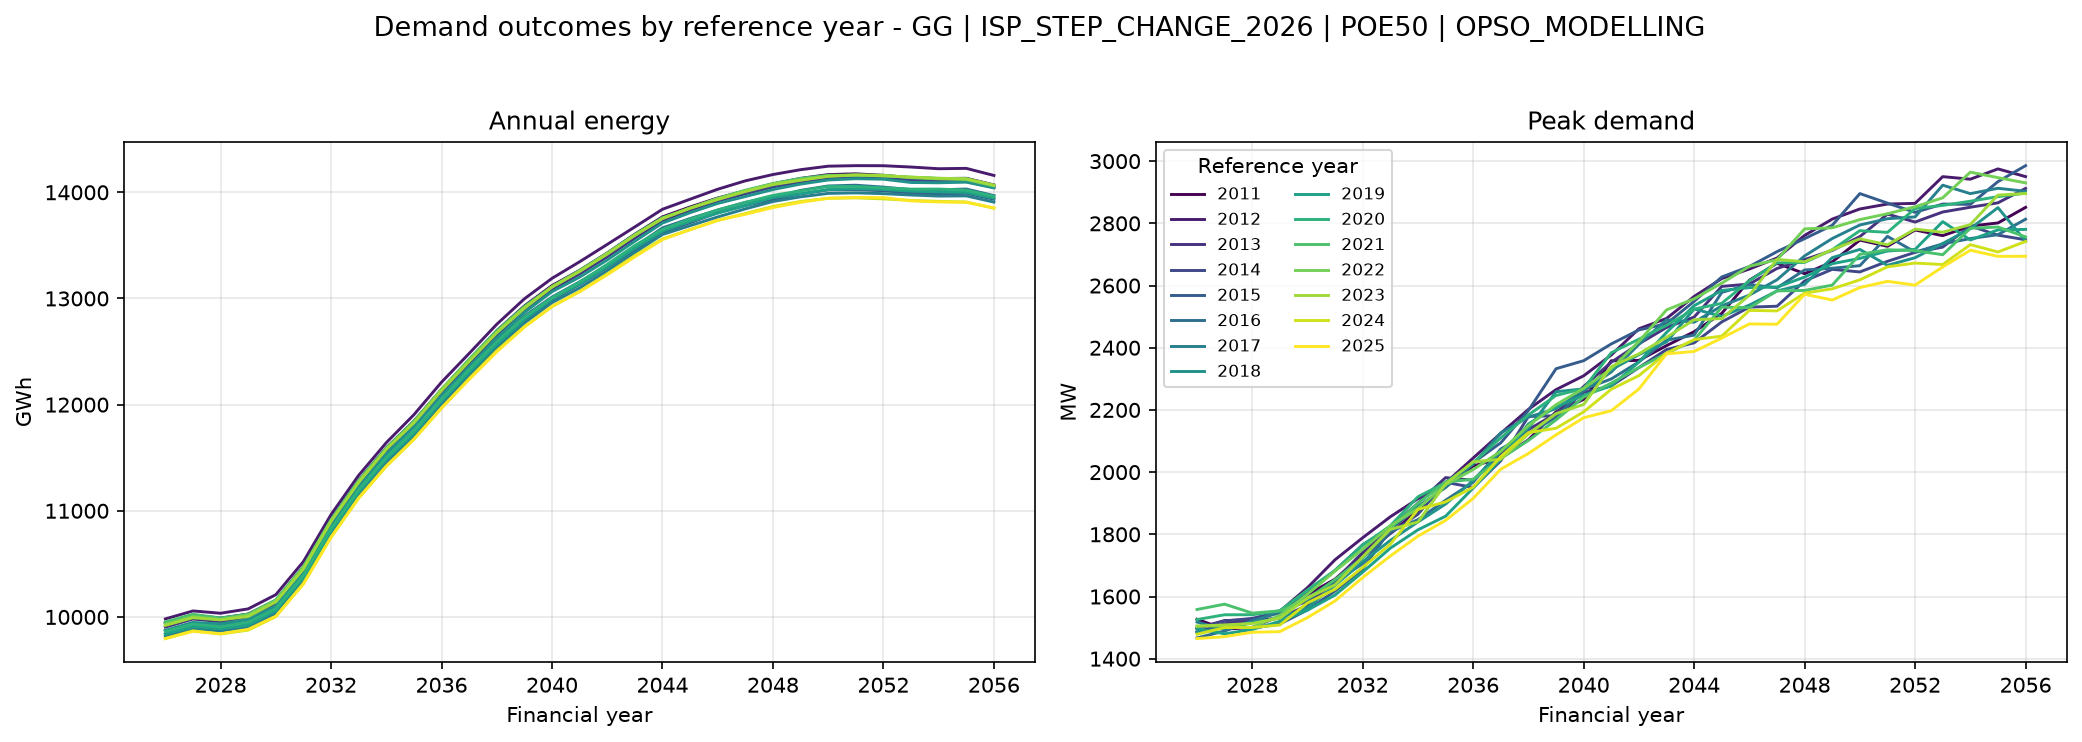 Demand outcomes by reference year - GG | ISP_STEP_CHANGE_2026 | POE50 | OPSO_MODELLING
Annual energy
GWh
14000
13000
12000
11000
10000
2028 2032 2036 2040 2044 2048 2052 2056
Financial year
Peak demand
MW
3000
2800
2600
2400
2200
2000
1800
1600
1400
Reference year
2011 2019
2012 2020
2013 2021
2014 2022
2015 2023
2016 2024
2017 2025
2018
2028 2032 2036 2040 2044 2048 2052 2056
Financial year